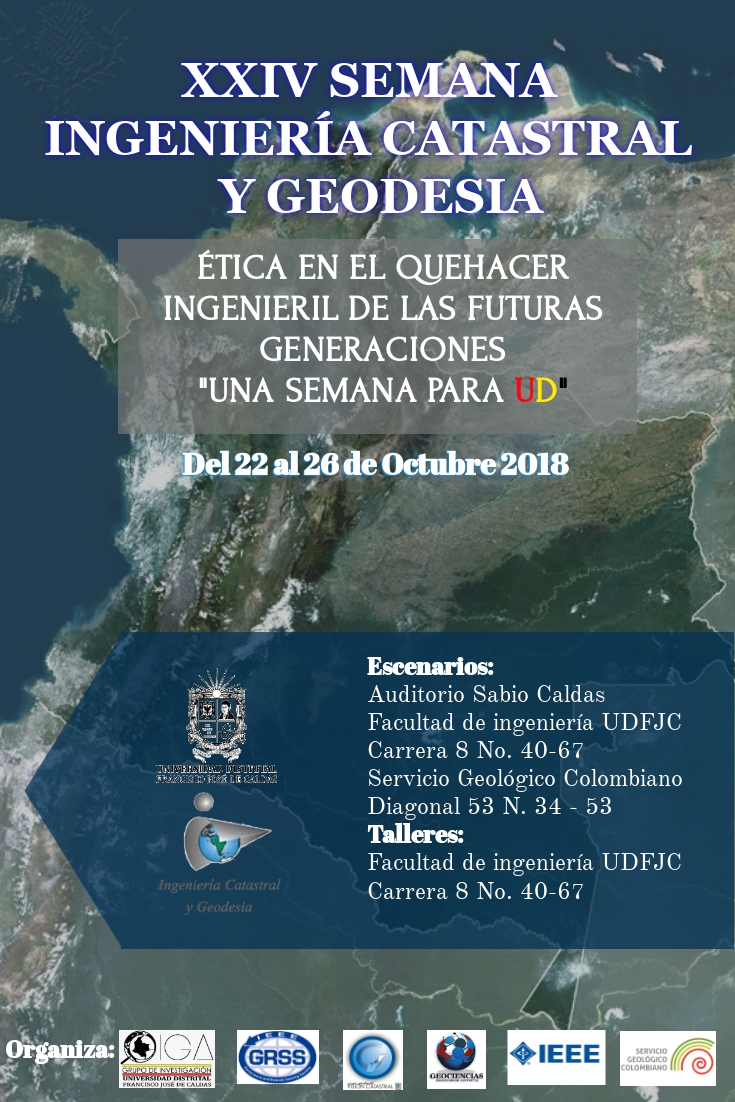 XXIV SEMANA
INGENIERÍA CATASTRAL
Y GEODESIA
ÉTICA EN EL QUEHACER
INGENIERIL DE LAS FUTURAS
GENERACIONES
"UNA SEMANA PARA UD"
Del 22 al 26 de Octubre 2018
UNIVERSIDAD DISTRITAL
FRANCISCO JOSÉ DE CALDAS
Ingeniería Catastral
y Geodesia
Escenarios:
Auditorio Sabio Caldas
Facultad de ingeniería UDFJC
Carrera 8 No. 40-67
Servicio Geológico Colombiano
Diagonal 53 N. 34 - 53
Talleres:
Facultad de ingeniería UDFJC
Carrera 8 No. 40-67
Organiza:
IGA
GRUPO DE INVESTIGACIÓN
UNIVERSIDAD DISTRITAL
FRANCISCO JOSÉ DE CALDAS
IEEE
GRSS
VISIÓN CATASTRAL
GEOCIENCIAS
IEEE
SERVICIO
GEOLÓGICO
COLOMBIANO